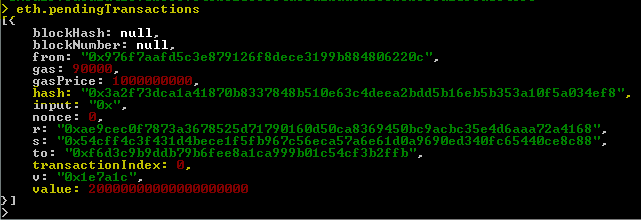 > eth.pendingTransactions
[{
blockHash: null,
blockNumber: null,
from: "0x976f7aafd5c3e879126f8dece3199b884806220c",
gas: 90000,
gasPrice: 1000000000,
hash: "0x3a2f73dca1a41870b8337848b510e63c4deea2bdd5b16eb5b353a10f5a034ef8",
input: "0x",
nonce: 0,
r: "0xae9cec0f7873a3678525d71790160d50ca8369450bc9acbc35e4d6aaa72a4168",
s: "0x54cff4c3f431d4bece1f5fb967c56eca57a6e61d0a9690ed340fc65440ce8c88",
to: "0xf6d3c9b9ddb79b6fee8a1ca999b01c54cf3b2ffb",
transactionIndex: 0,
v: "0x1e7a1c",
value: 20000000000000000000
}]
>